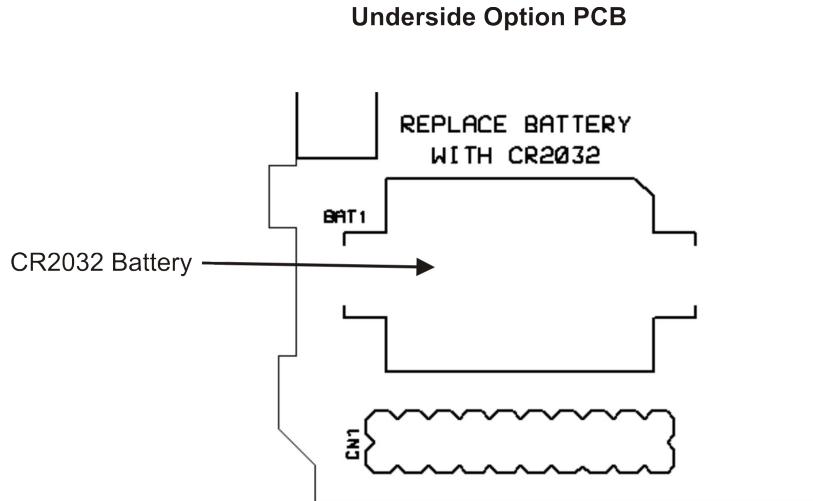 Underside Option PCB
REPLACE BATTERY
WITH CR2032
BAT1
CR2032 Battery
CN1